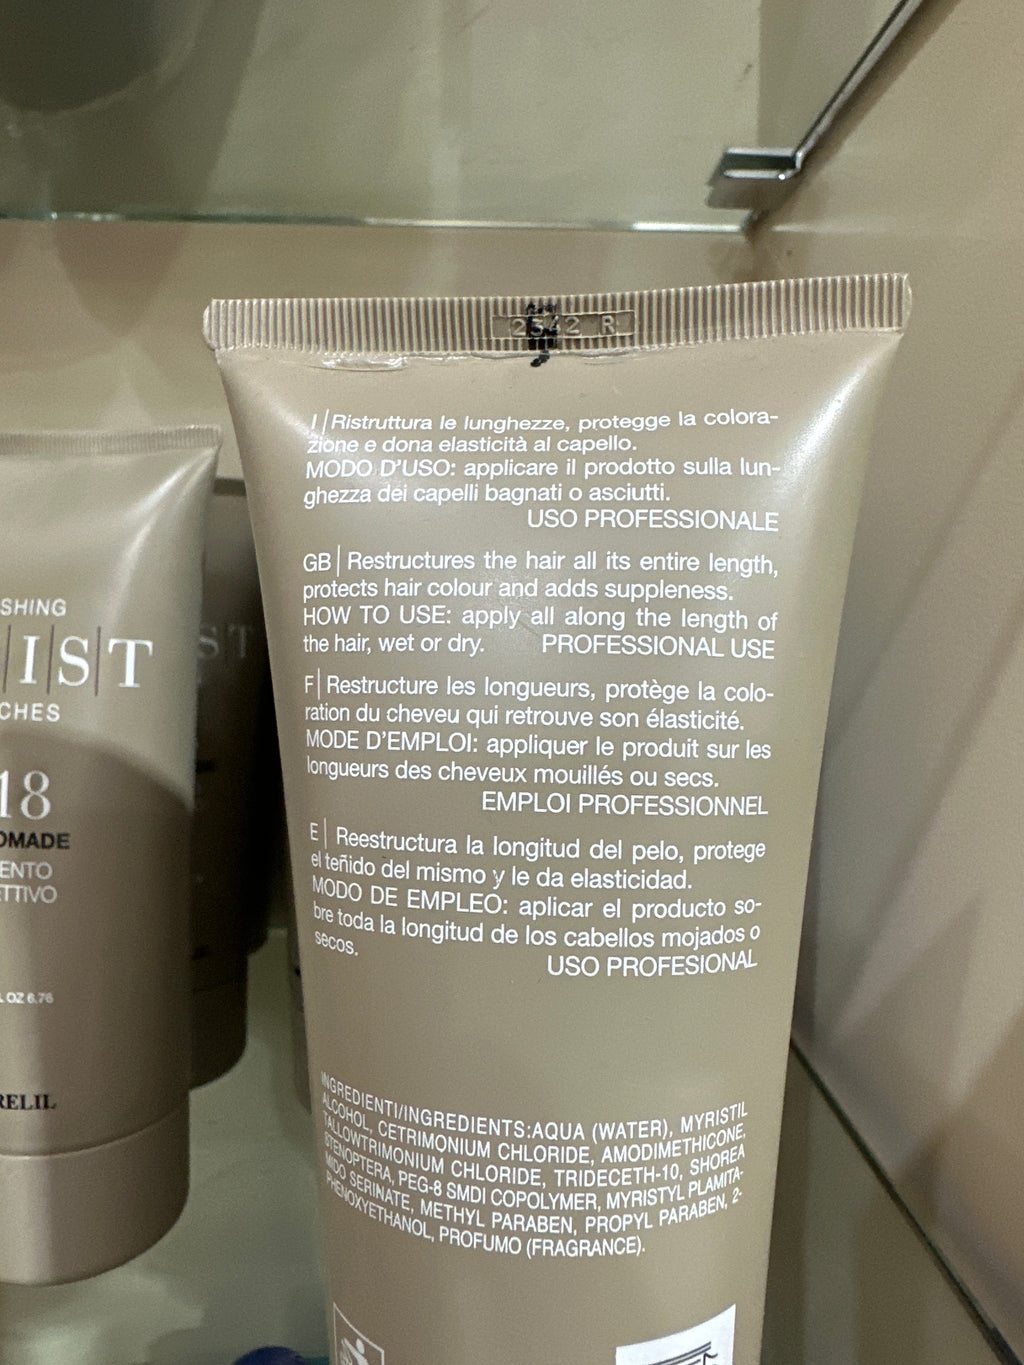 2342 R
I | Ristruttura le lunghezze, protegge la colora-
zione e dona elasticità al capello.
MODO D'USO: applicare il prodotto sulla lun-
ghezza dei capelli bagnati o asciutti.
USO PROFESSIONALE
GB | Restructures the hair all its entire length,
protects hair colour and adds suppleness.
HOW TO USE: apply all along the length of
the hair, wet or dry. PROFESSIONAL USE
F | Restructure les longueurs, protège la colo-
ration du cheveu qui retrouve son élasticité.
MODE D'EMPLOI: appliquer le produit sur les
longueurs des cheveux mouillés ou secs.
EMPLOI PROFESSIONNEL
E | Reestructura la longitud del pelo, protege
el teñido del mismo y le da elasticidad.
MODO DE EMPLEO: aplicar el producto so-
bre toda la longitud de los cabellos mojados o
secos.
USO PROFESIONAL
INGREDIENTI/INGREDIENTS:AQUA (WATER), MYRISTIL
ALCOHOL, CETRIMONIUM CHLORIDE, AMODIMETHICONE,
TALLOWTRIMONIUM CHLORIDE, TRIDECETH-10, SHOREA
STENOPTERA, PEG-8 SMDI COPOLYMER, MYRISTYL PLAMITA-
MIDO SERINATE, METHYL PARABEN, PROPYL PARABEN, 2-
PHENOXYETHANOL, PROFUMO (FRAGRANCE).
SHING
IST
CHES
18
OMADE
ENTO
TTIVO
OZ 6.76
RELIL
ST